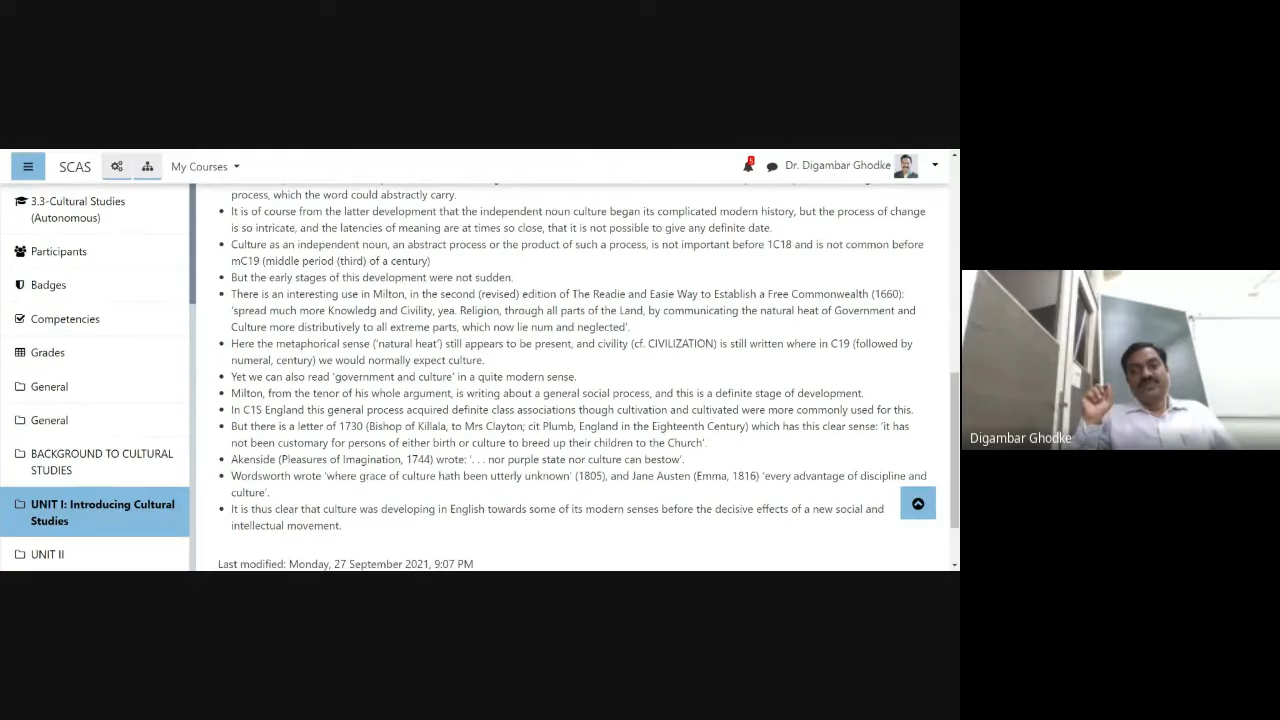 SCAS
My Courses
5
Dr. Digambar Ghodke
3.3-Cultural Studies
(Autonomous)
Participants
Badges
Competencies
Grades
General
General
BACKGROUND TO CULTURAL
STUDIES
UNIT I: Introducing Cultural
Studies
UNIT II
process, which the word could abstractly carry.
It is of course from the latter development that the independent noun culture began its complicated modern history, but the process of change
is so intricate, and the latencies of meaning are at times so close, that it is not possible to give any definite date.
Culture as an independent noun, an abstract process or the product of such a process, is not important before 1C18 and is not common before
mC19 (middle period (third) of a century)
But the early stages of this development were not sudden.
There is an interesting use in Milton, in the second (revised) edition of The Readie and Easie Way to Establish a Free Commonwealth (1660):
‘spread much more Knowledg and Civility, yea. Religion, through all parts of the Land, by communicating the natural heat of Government and
Culture more distributively to all extreme parts, which now lie num and neglected’.
Here the metaphorical sense (‘natural heat’) still appears to be present, and civility (cf. CIVILIZATION) is still written where in C19 (followed by
numeral, century) we would normally expect culture.
Yet we can also read ‘government and culture’ in a quite modern sense.
Milton, from the tenor of his whole argument, is writing about a general social process, and this is a definite stage of development.
In C15 England this general process acquired definite class associations though cultivation and cultivated were more commonly used for this.
But there is a letter of 1730 (Bishop of Killala, to Mrs Clayton; cit Plumb, England in the Eighteenth Century) which has this clear sense: ‘it has
not been customary for persons of either birth or culture to breed up their children to the Church’.
Akenside (Pleasures of Imagination, 1744) wrote: ‘. . . nor purple state nor culture can bestow’.
Wordsworth wrote ‘where grace of culture hath been utterly unknown’ (1805), and Jane Austen (Emma, 1816) ‘every advantage of discipline and
culture’.
It is thus clear that culture was developing in English towards some of its modern senses before the decisive effects of a new social and
intellectual movement.
Last modified: Monday, 27 September 2021, 9:07 PM
Digambar Ghodke